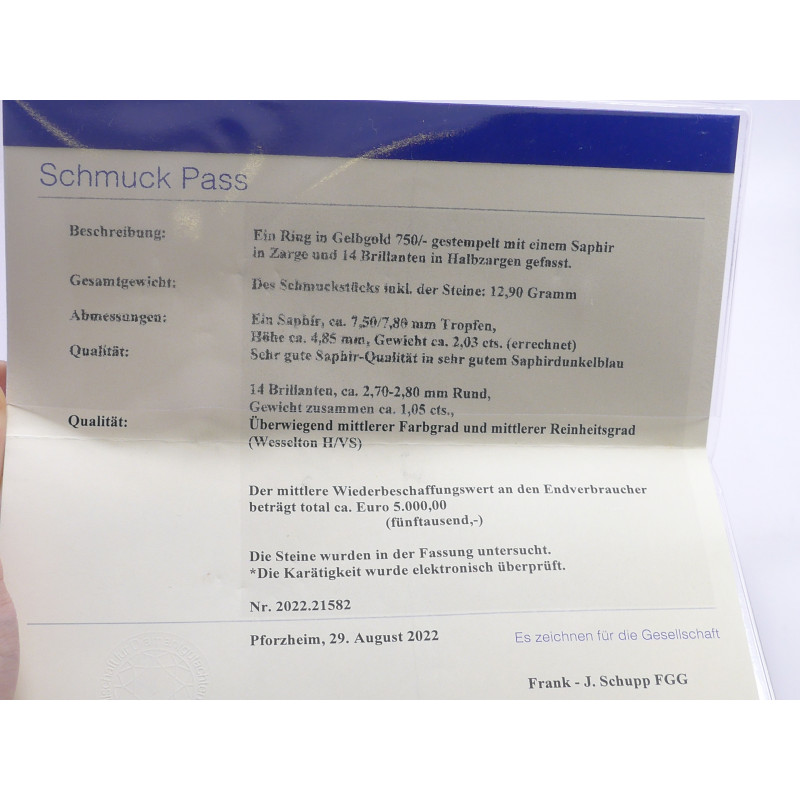 Schmuck Pass
Beschreibung: Ein Ring in Gelbgold 750/- gestempelt mit einem Saphir
in Zarge und 14 Brillanten in Halbzargen gefasst.
Gesamtgewicht: Des Schmuckstücks inkl. der Steine: 12,90 Gramm
Abmessungen: Ein Saphir, ca. 7,50/7,80 mm Tropfen,
Höhe ca. 4,85 mm, Gewicht ca. 2,03 cts. (errechnet)
Qualität: Sehr gute Saphir-Qualität in sehr gutem Saphirdunkelblau
14 Brillanten, ca. 2,70-2,80 mm Rund,
Gewicht zusammen ca. 1,05 cts.,
Qualität: Überwiegend mittlerer Farbgrad und mittlerer Reinheitsgrad
(Wesselton H/VS)
Der mittlere Wiederbeschaffungswert an den Endverbraucher
beträgt total ca. Euro 5.000,00
(fünftausend,-)
Die Steine wurden in der Fassung untersucht.
*Die Karätigkeit wurde elektronisch überprüft.
Nr. 2022.21582
Pforzheim, 29. August 2022
Es zeichnen für die Gesellschaft
Frank - J. Schupp FGG